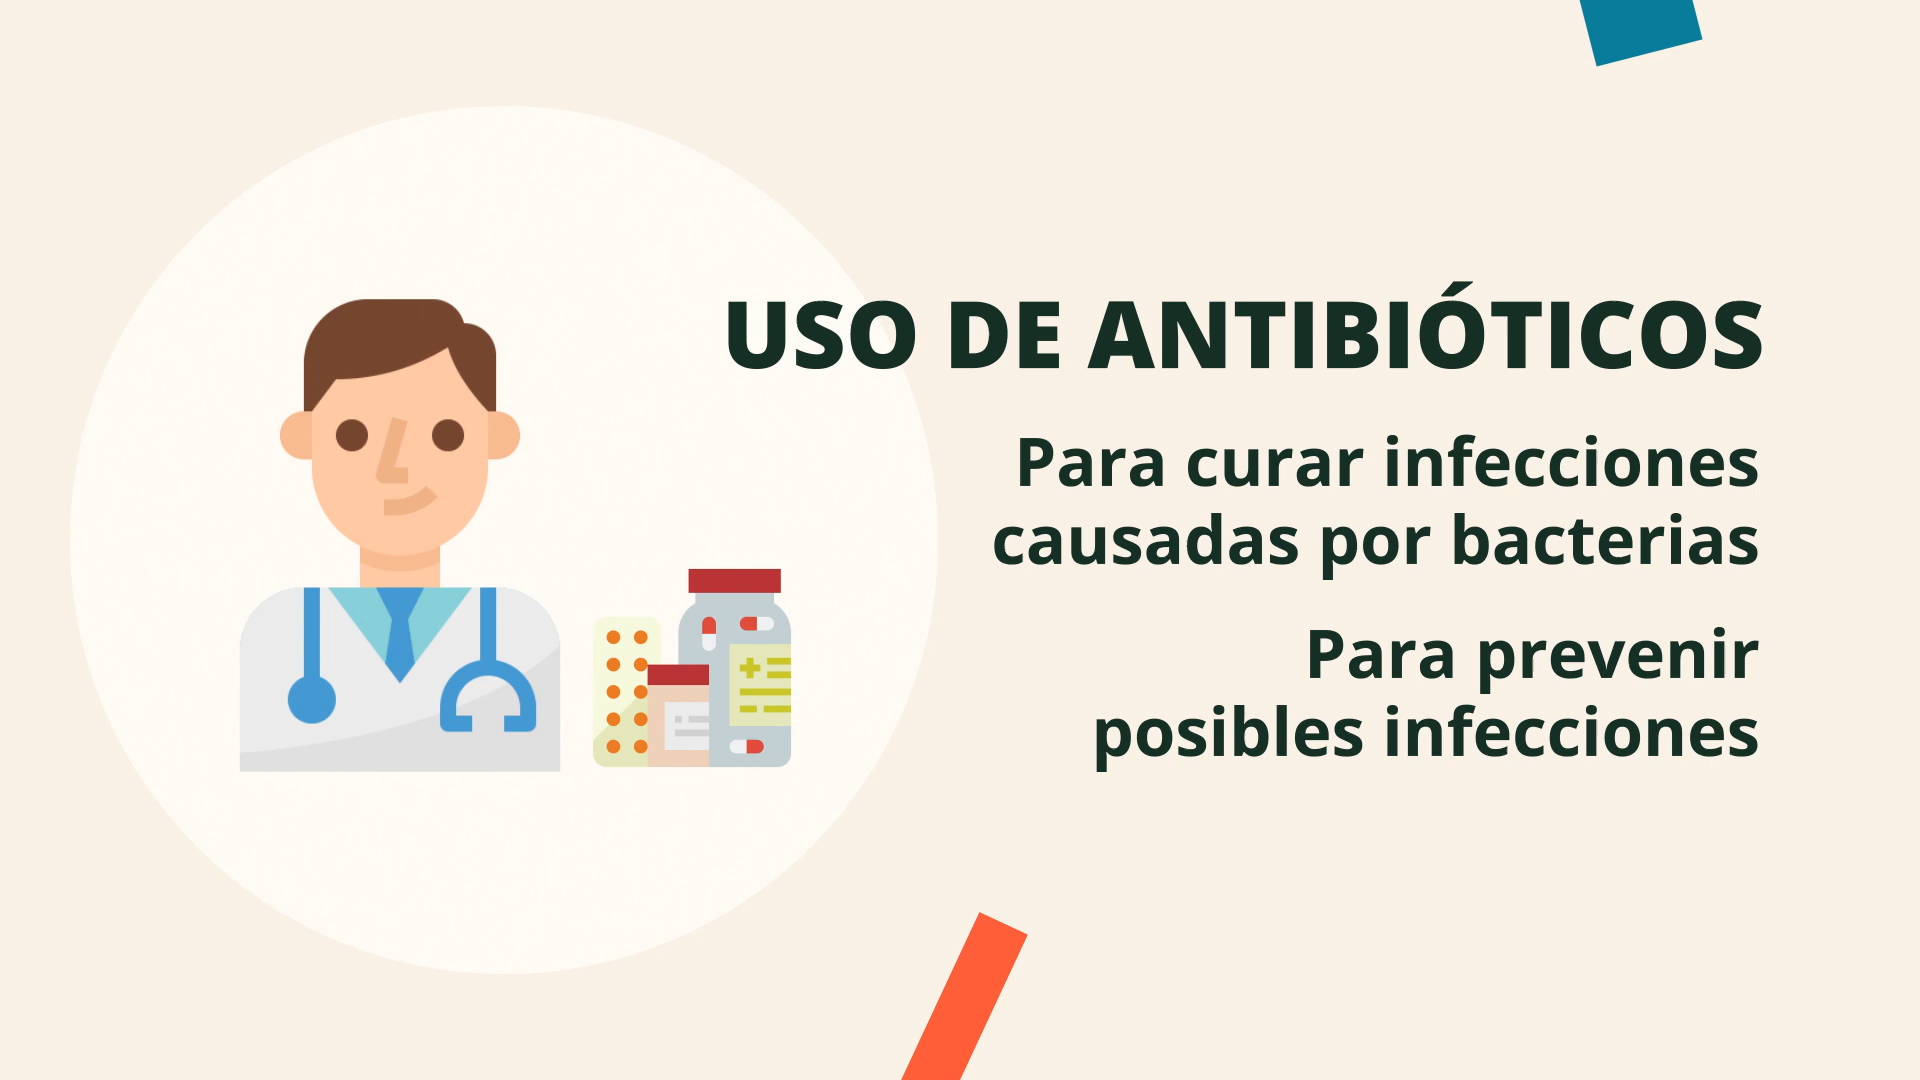 USO DE ANTIBIÓTICOS
Para curar infecciones
causadas por bacterias
Para prevenir
posibles infecciones